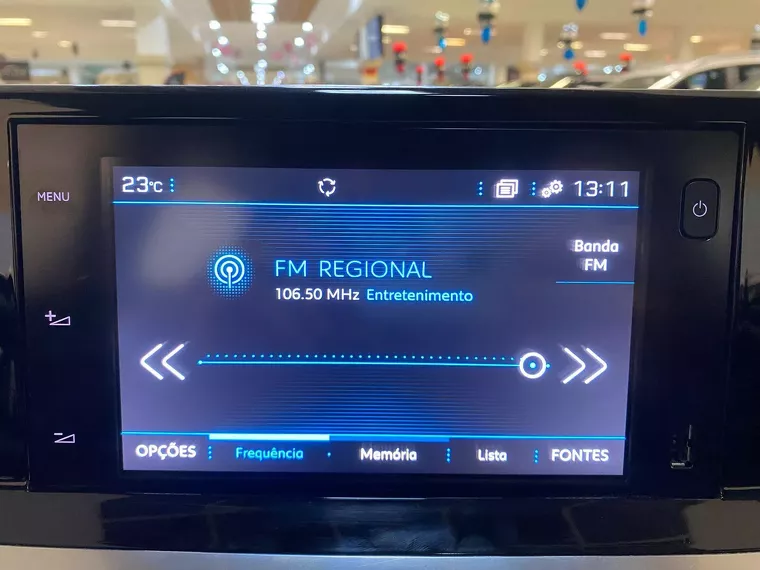 MENU
23°C
13:11
Banda
FM
FM REGIONAL
106.50 MHz Entretenimento
OPÇÕES
Frequência
Memória
Lista
FONTES